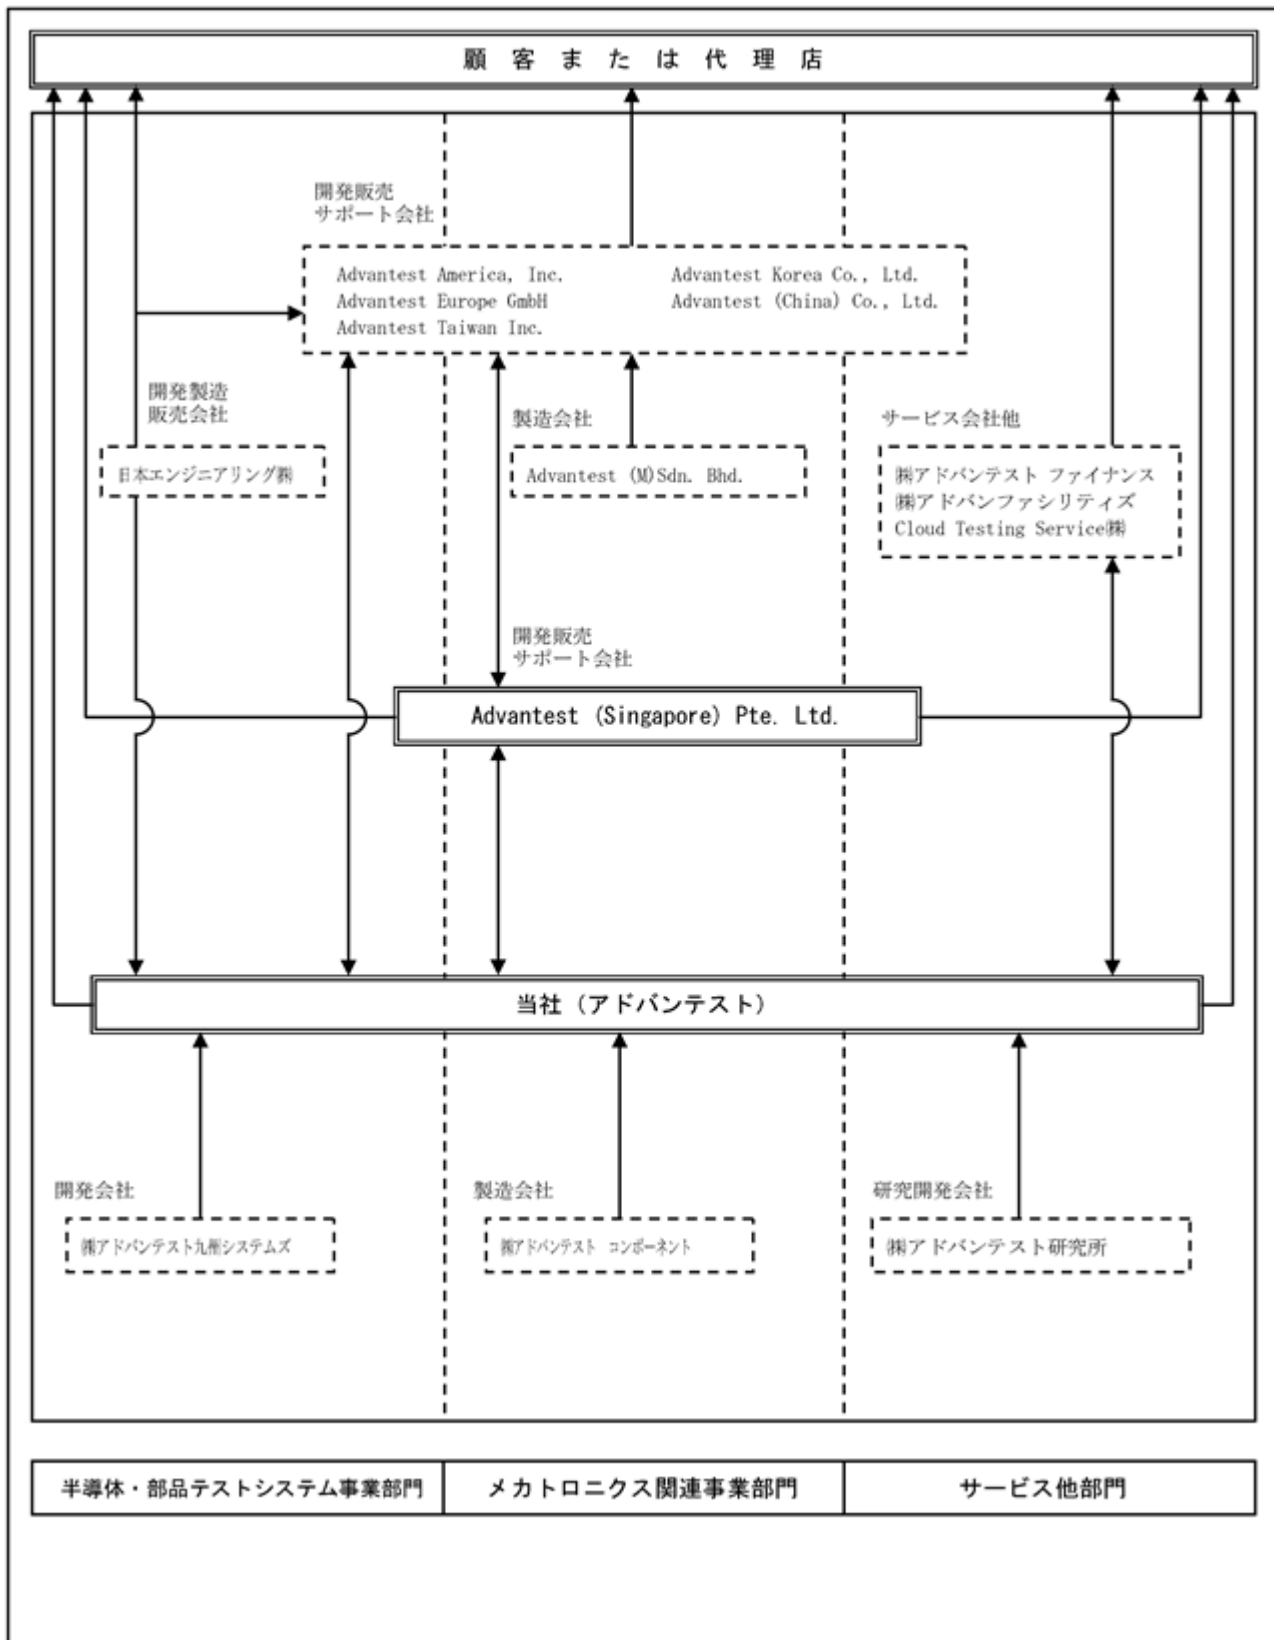 顧客または代理店
開発販売
サポート会社
Advantest America, Inc.
Advantest Korea Co., Ltd.
Advantest Europe GmbH
Advantest (China) Co., Ltd.
Advantest Taiwan Inc.
開発製造
販売会社
日本エンジニアリング㈱
製造会社
Advantest (M)Sdn. Bhd.
サービス会社他
㈱アドバンテスト ファイナンス
㈱アドバンファシリティズ
Cloud Testing Service㈱
開発販売
サポート会社
Advantest (Singapore) Pte. Ltd.
当社（アドバンテスト）
開発会社
㈱アドバンテスト九州システムズ
製造会社
㈱アドバンテスト コンポーネント
研究開発会社
㈱アドバンテスト研究所
半導体・部品テストシステム事業部門
メカトロニクス関連事業部門
サービス他部門